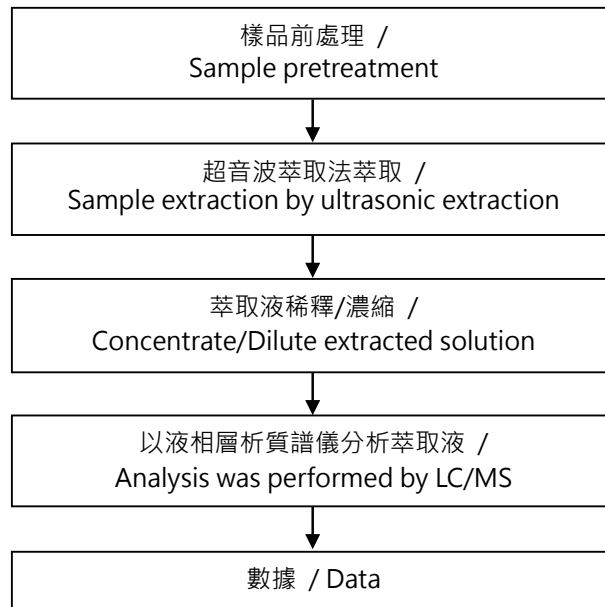 樣品前處理 /
Sample pretreatment
超音波萃取法萃取 /
Sample extraction by ultrasonic extraction
萃取液稀釋/濃縮 /
Concentrate/Dilute extracted solution
以液相層析質譜儀分析萃取液 /
Analysis was performed by LC/MS
數據 / Data